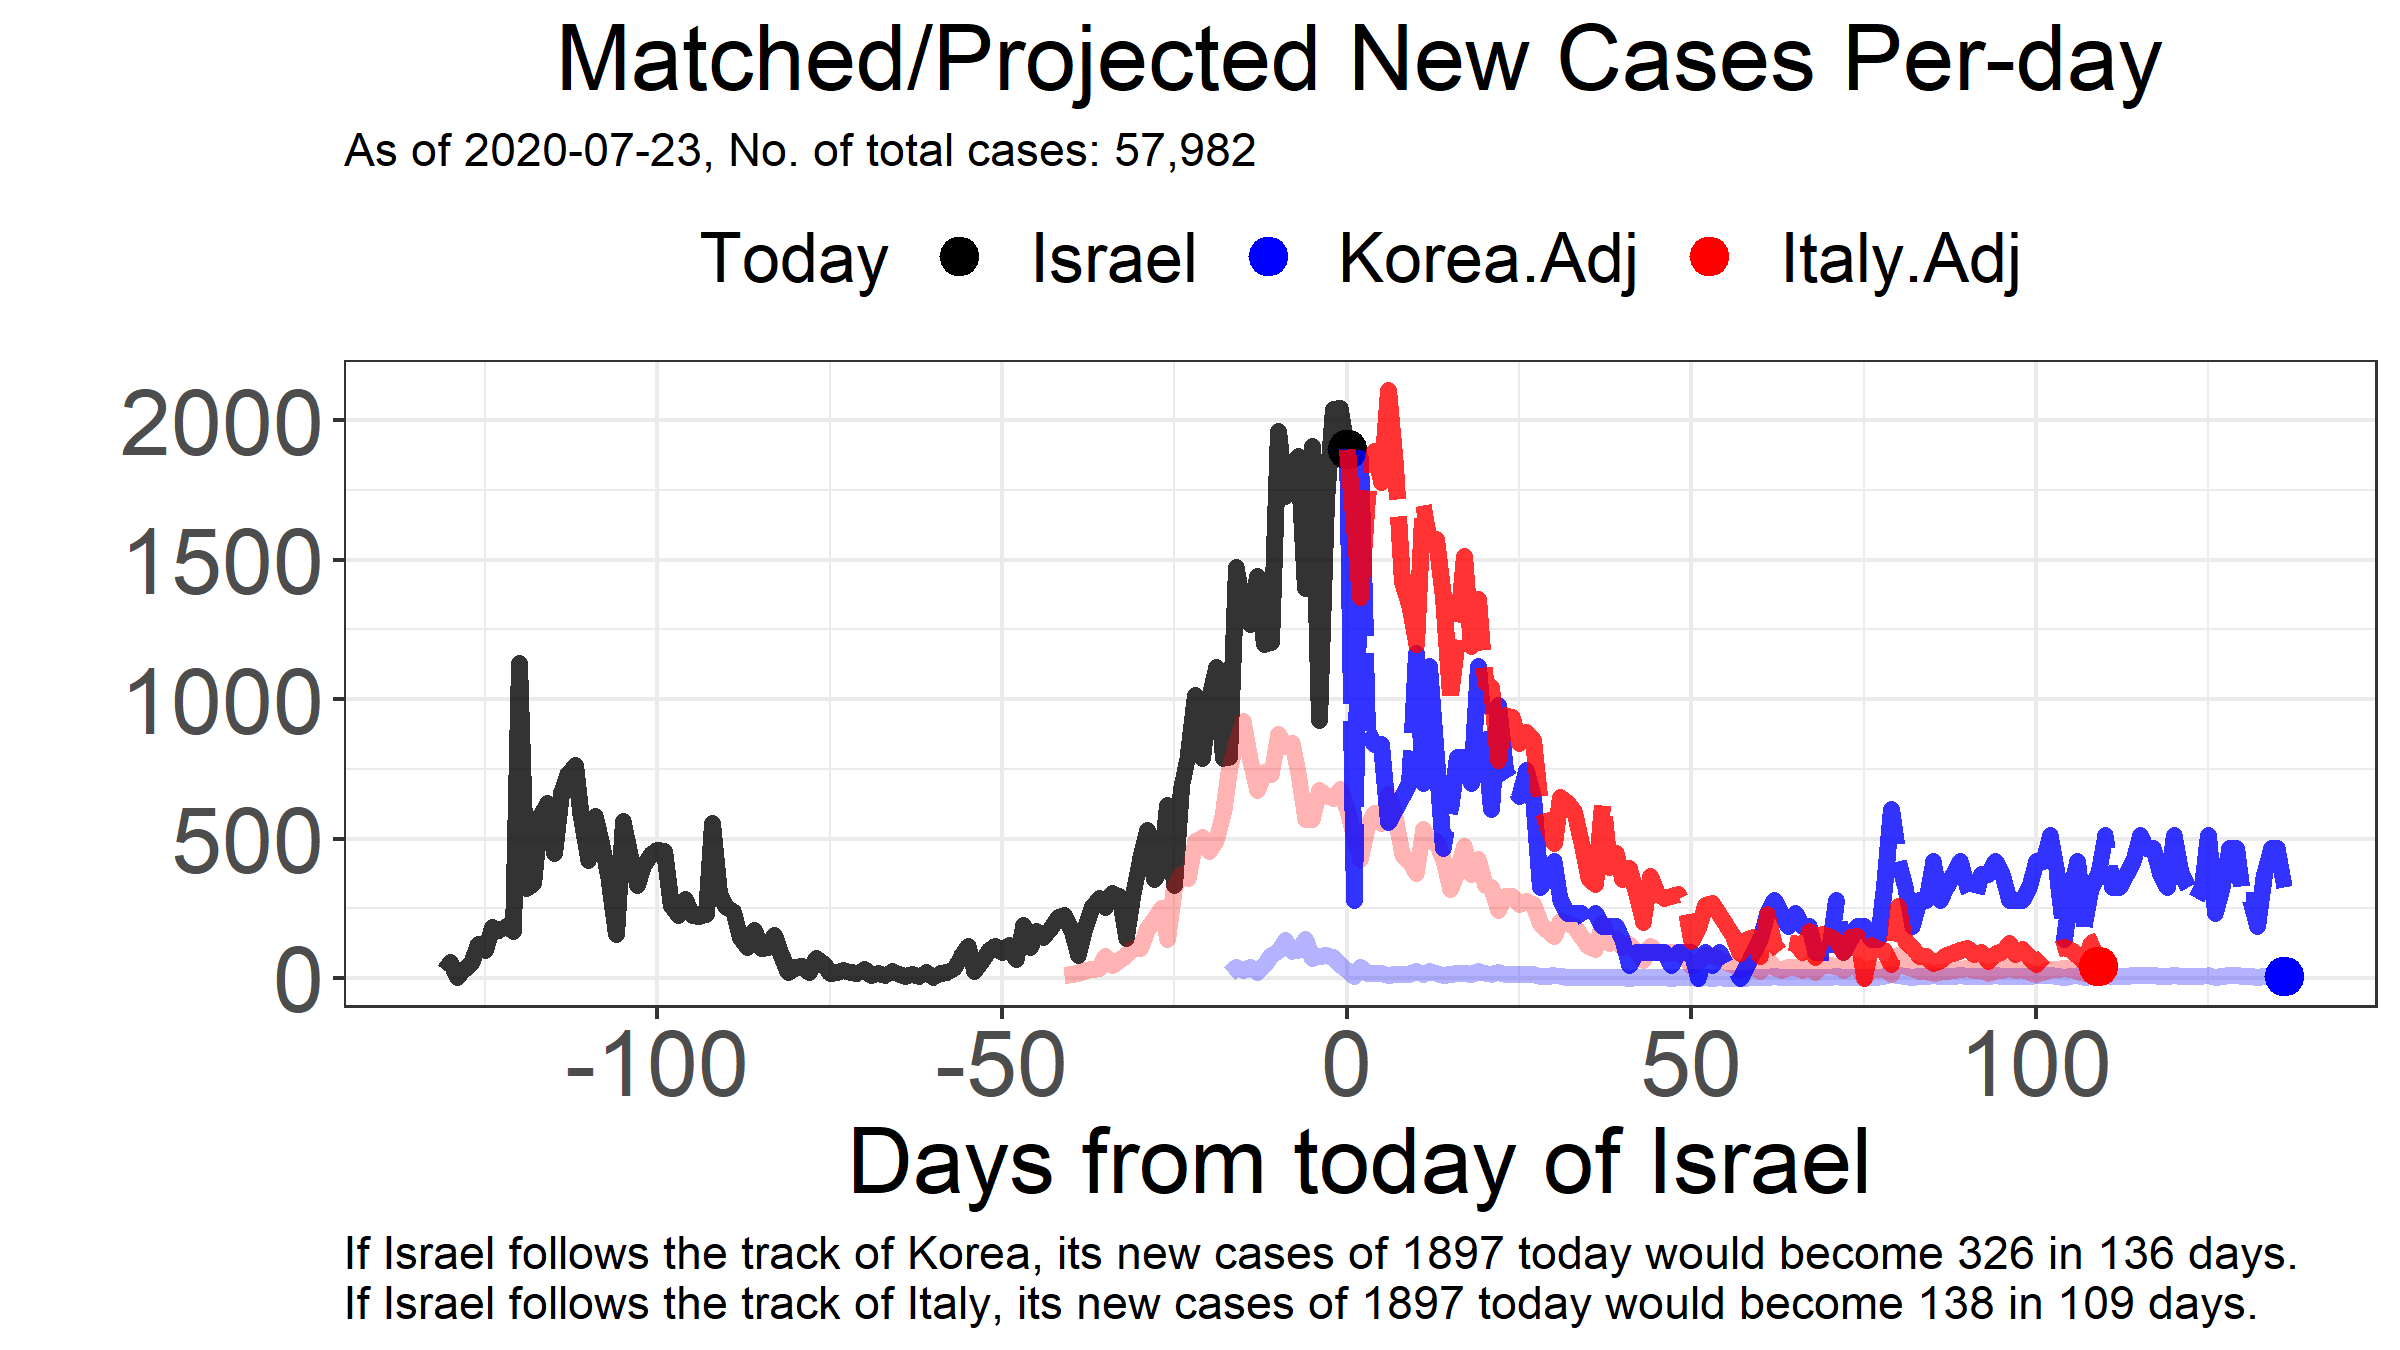 Matched/Projected New Cases Per-day
As of 2020-07-23, No. of total cases: 57,982
Today Israel Korea.Adj Italy.Adj
2000
1500
1000
500
0
-100 -50 0 50 100
Days from today of Israel
If Israel follows the track of Korea, its new cases of 1897 today would become 326 in 136 days.
If Israel follows the track of Italy, its new cases of 1897 today would become 138 in 109 days.